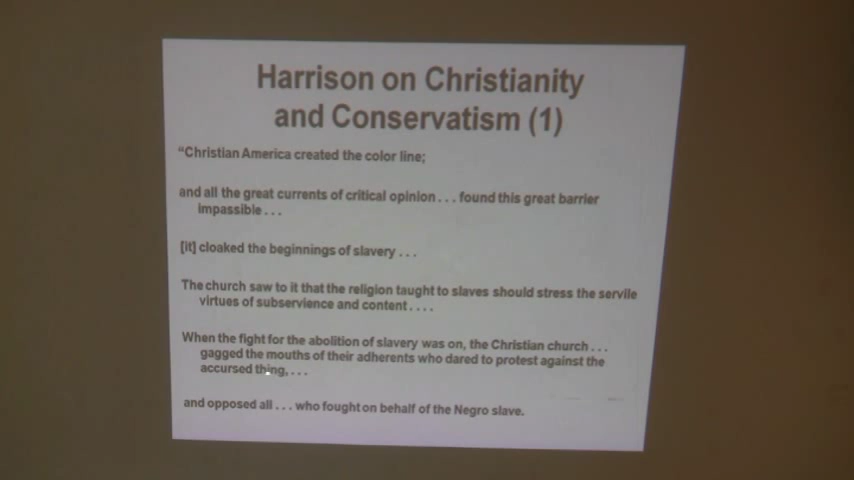 Harrison on Christianity
and Conservatism (1)
“Christian America created the color line;
and all the great currents of critical opinion . . . found this great barrier
impassible . . .
[it] cloaked the beginnings of slavery . . .
The church saw to it that the religion taught to slaves should stress the servile
virtues of subservience and content . . . .
When the fight for the abolition of slavery was on, the Christian church . . .
gagged the mouths of their adherents who dared to protest against the
accursed thing, . . .
and opposed all . . . who fought on behalf of the Negro slave.